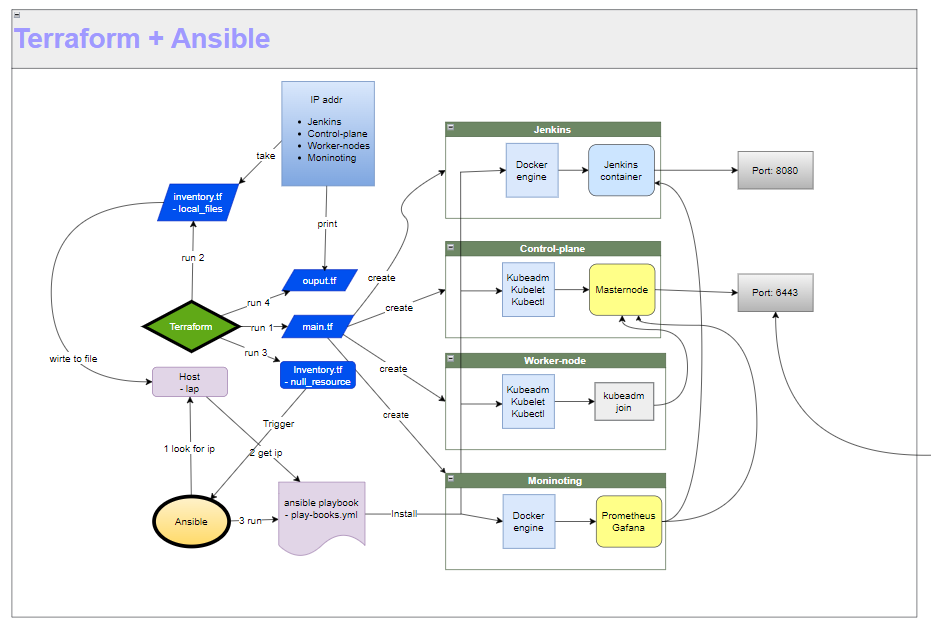 Terraform + Ansible
IP addr
Jenkins
Control-plane
Worker-nodes
Moninoting
take
inventory.tf
- local_files
print
run 2
ouput.tf
run 4
Terraform
run 1
main.tf
run 3
Inventory.tf
- null_resource
wirte to file
Host
- lap
Trigger
1 look for ip
2 get ip
Ansible
3 run
ansible playbook
- play-books.yml
Install
create
create
create
create
Jenkins
Docker
engine
Jenkins
container
Port: 8080
Control-plane
Kubeadm
Kubelet
Kubectl
Masternode
Port: 6443
Worker-node
Kubeadm
Kubelet
Kubectl
kubeadm
join
Moninoting
Docker
engine
Prometheus
Gafana